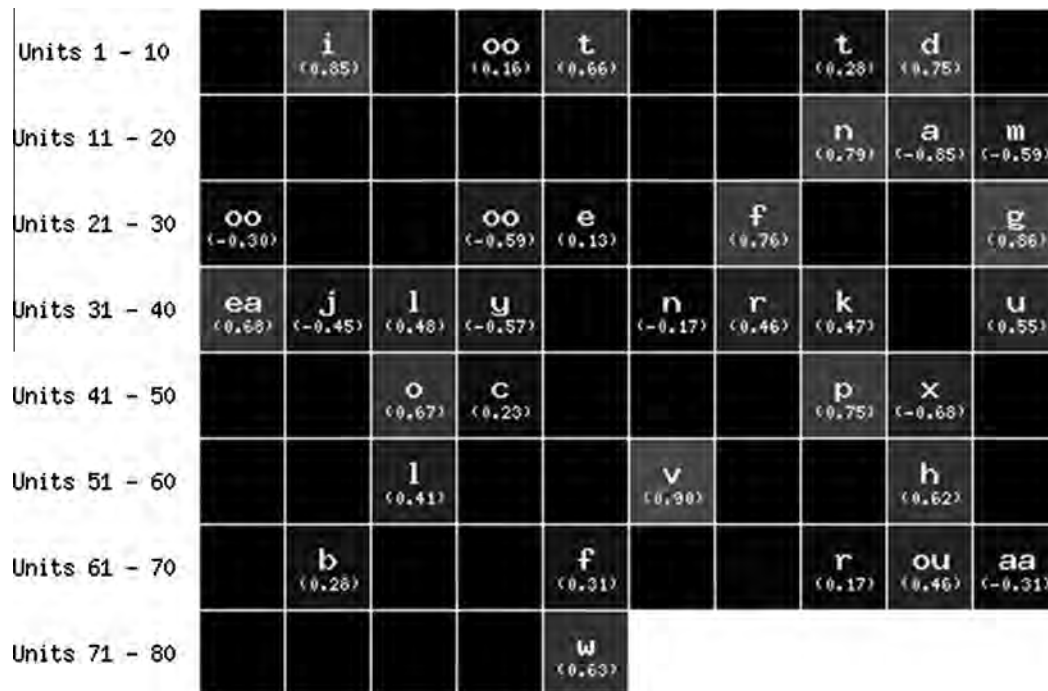 Units 1 - 10 i oo t t d
(0.85) (0.16) (0.66) (0.28) (0.75)
Units 11 - 20 n a m
(0.79) (-0.85) (-0.59)
Units 21 - 30 oo oo e f g
(-0.30) (-0.59) (0.13) (0.76) (0.86)
Units 31 - 40 ea j l y n r k u
(0.68) (-0.45) (0.48) (-0.57) (-0.17) (0.46) (0.47) (0.55)
Units 41 - 50 o c p x
(0.67) (0.23) (0.75) (-0.68)
Units 51 - 60 l v h
(0.41) (0.90) (0.62)
Units 61 - 70 b f r ou aa
(0.28) (0.31) (0.17) (0.46) (-0.31)
Units 71 - 80 w
(0.63)